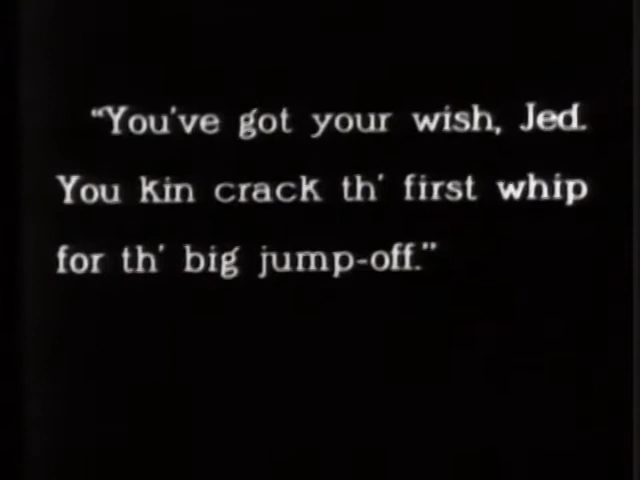 "You've got your wish, Jed.
You kin crack th' first whip
for th' big jump-off."